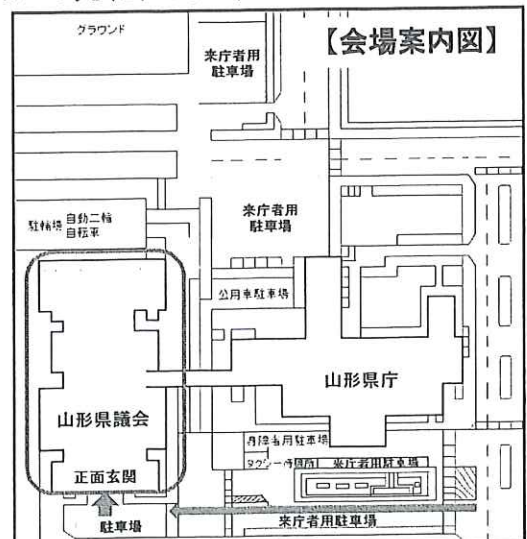 グラウンド
【会場案内図】
来庁者用
駐車場
来庁者用
駐車場
駐輪場 自動二輪
自転車
公用車駐車場
山形県庁
山形県議会
身障者用駐車場
タクシー待機所
来庁者用駐車場
正面玄関
駐車場
来庁者用駐車場